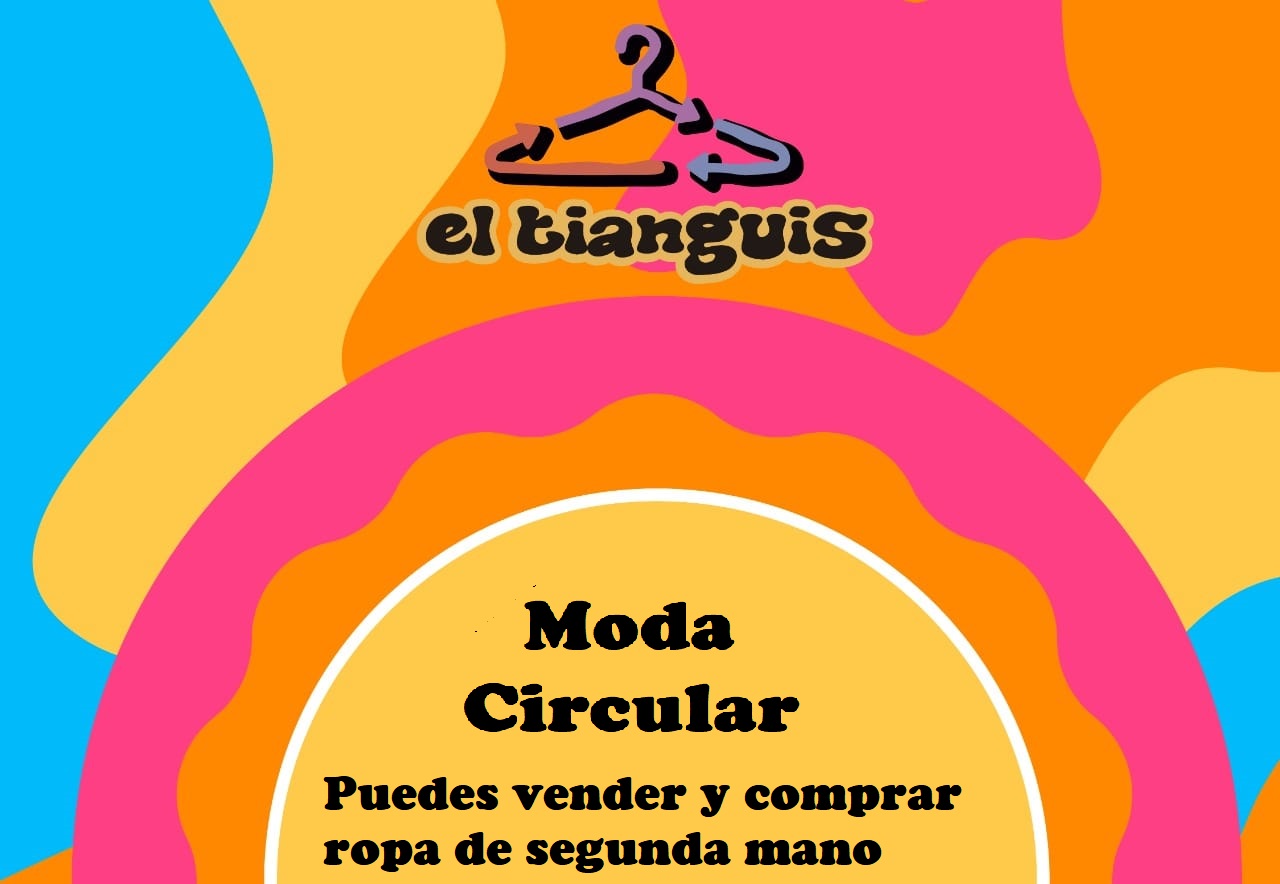 el tianguis
Moda
Circular
Puedes vender y comprar
ropa de segunda mano